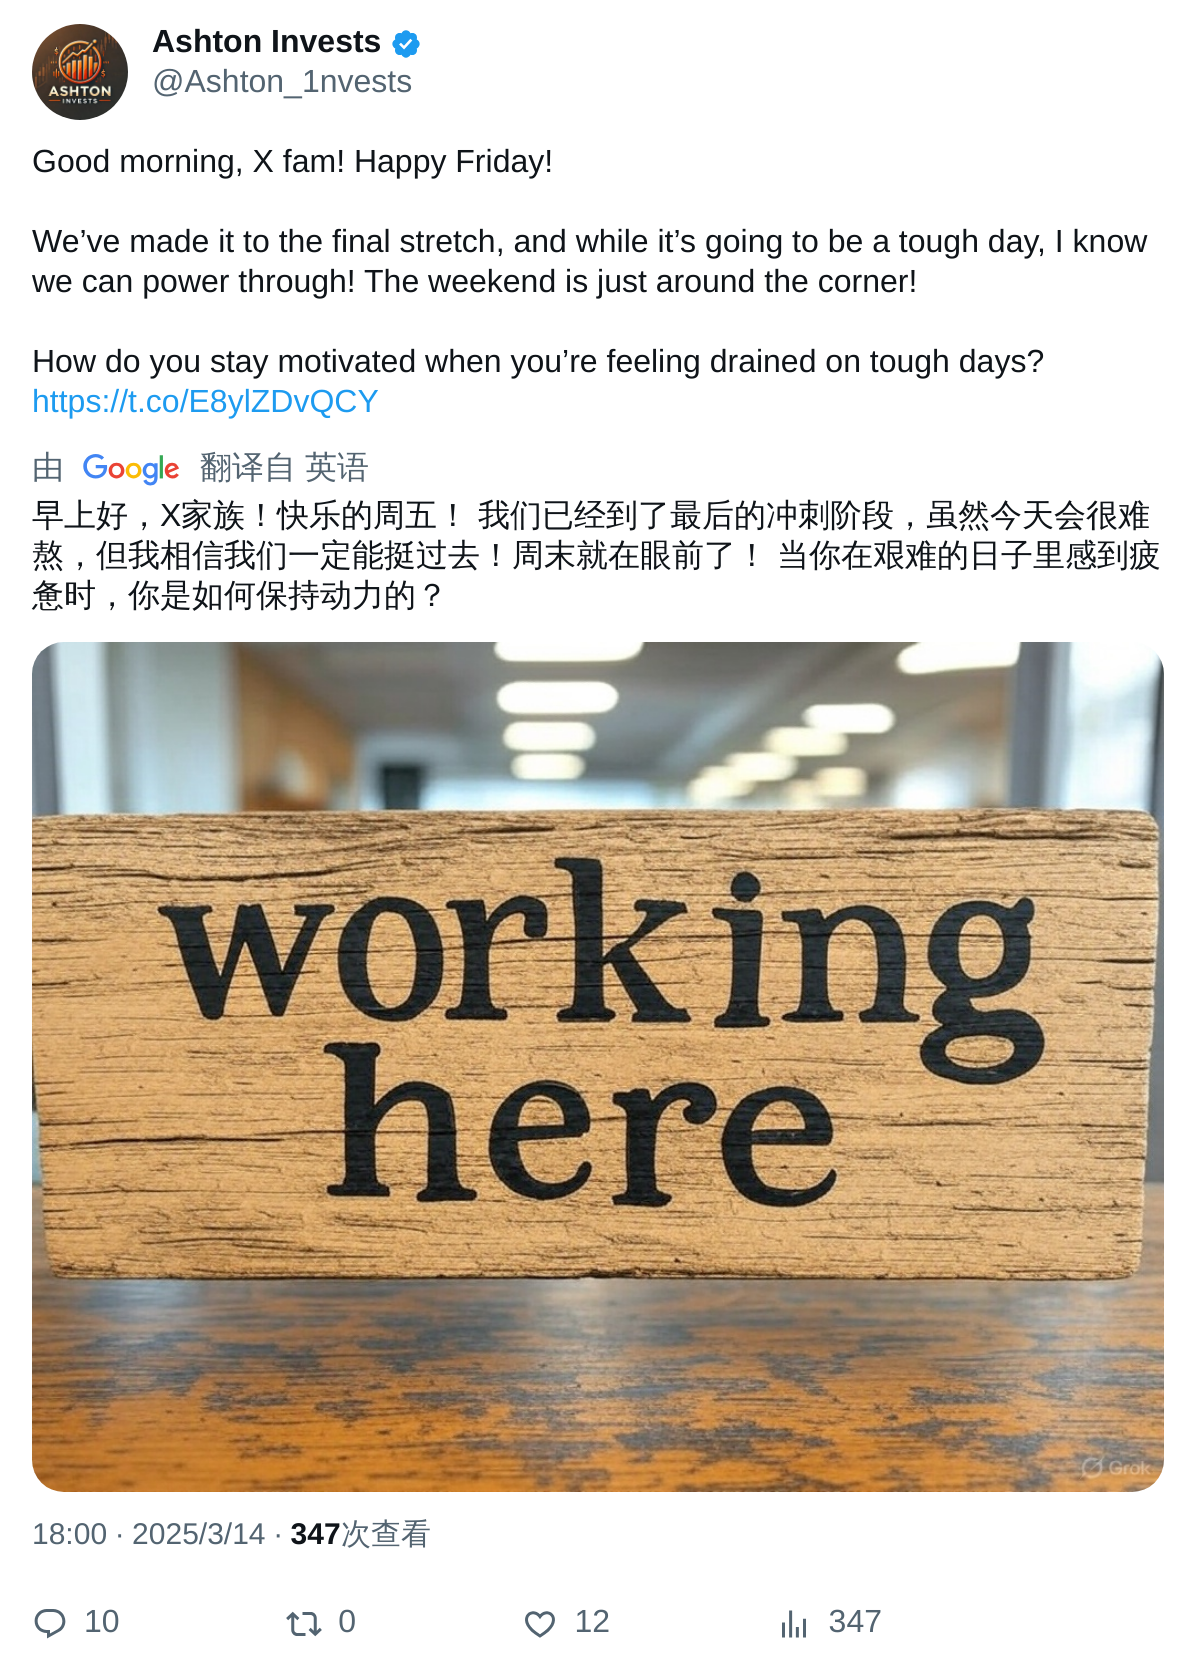 Ashton Invests
@Ashton_1nvests
ASHTON
INVESTS
Good morning, X fam! Happy Friday!
We’ve made it to the final stretch, and while it’s going to be a tough day, I know
we can power through! The weekend is just around the corner!
How do you stay motivated when you’re feeling drained on tough days?
https://t.co/E8ylZDvQCY
由 Google 翻译自 英语
早上好，X家族！快乐的周五！ 我们已经到了最后的冲刺阶段，虽然今天会很难
熬，但我相信我们一定能挺过去！周末就在眼前了！ 当你在艰难的日子里感到疲
惫时，你是如何保持动力的？
working
here
Grok
18:00 · 2025/3/14 · 347次查看
10 0 12 347